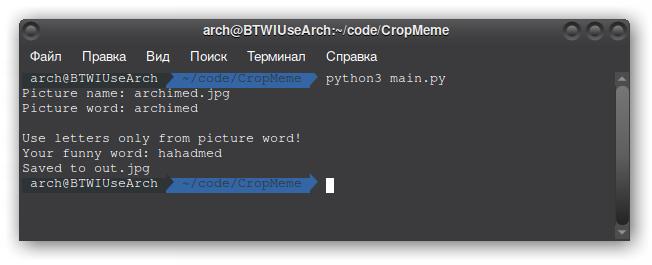 arch@BTWIUseArch:~/code/CropMeme
Файл Правка Вид Поиск Терминал Справка
arch@BTWIUseArch ~/code/CropMeme python3 main.py
Picture name: archimed.jpg
Picture word: archimed
Use letters only from picture word!
Your funny word: hahadmed
Saved to out.jpg
arch@BTWIUseArch ~/code/CropMeme